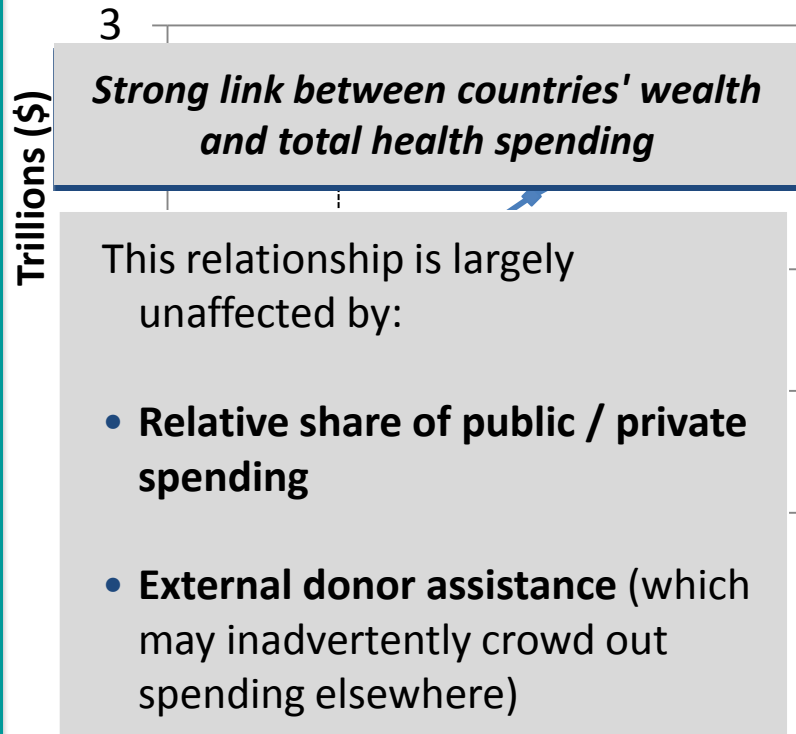 3
Trillions ($)
Strong link between countries' wealth
and total health spending
This relationship is largely
unaffected by:
• Relative share of public / private
spending
• External donor assistance (which
may inadvertently crowd out
spending elsewhere)